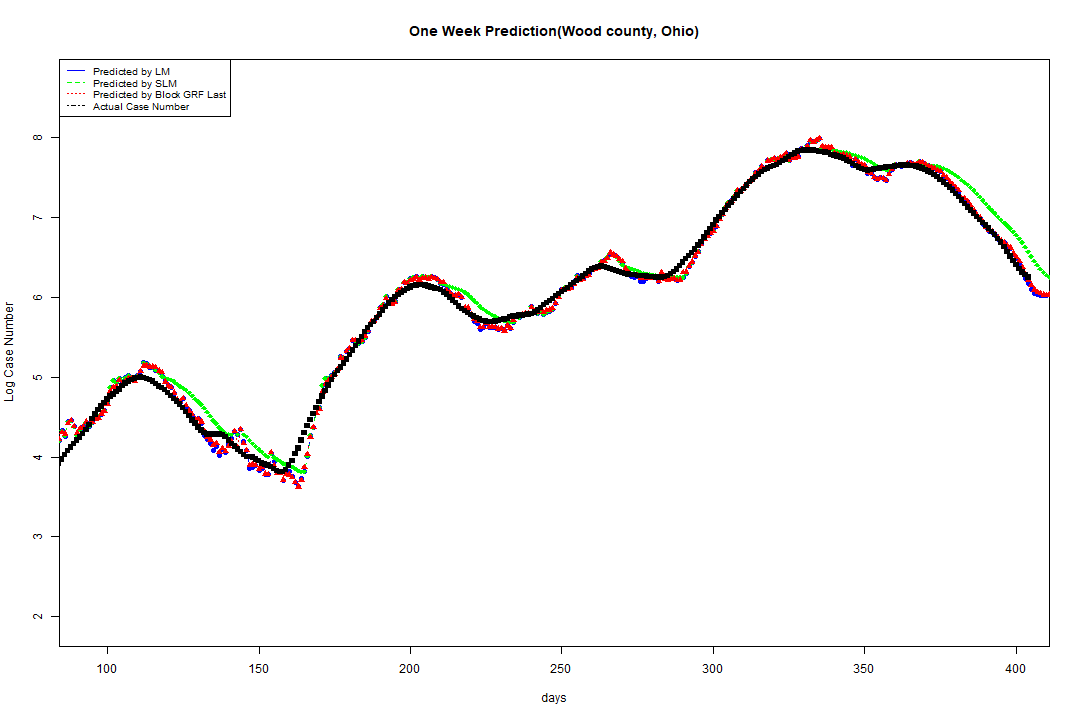 One Week Prediction(Wood county, Ohio)
Predicted by LM
Predicted by SLM
Predicted by Block GRF Last
Actual Case Number
8
7
6
5
4
3
2
Log Case Number
100 150 200 250 300 350 400
days